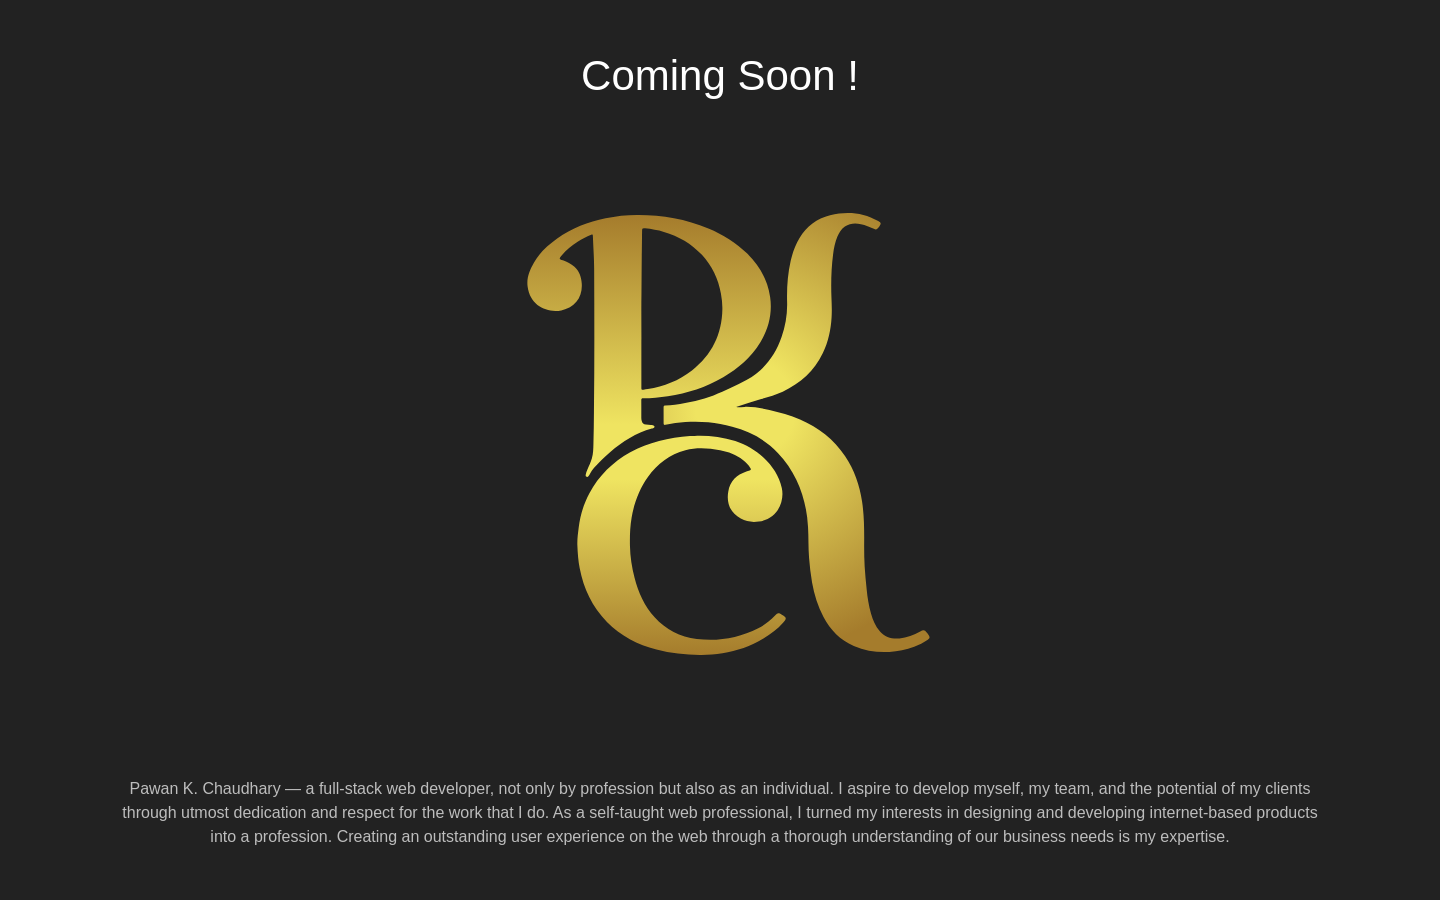 Coming Soon !
PKC
Pawan K. Chaudhary — a full-stack web developer, not only by profession but also as an individual. I aspire to develop myself, my team, and the potential of my clients
through utmost dedication and respect for the work that I do. As a self-taught web professional, I turned my interests in designing and developing internet-based products
into a profession. Creating an outstanding user experience on the web through a thorough understanding of our business needs is my expertise.